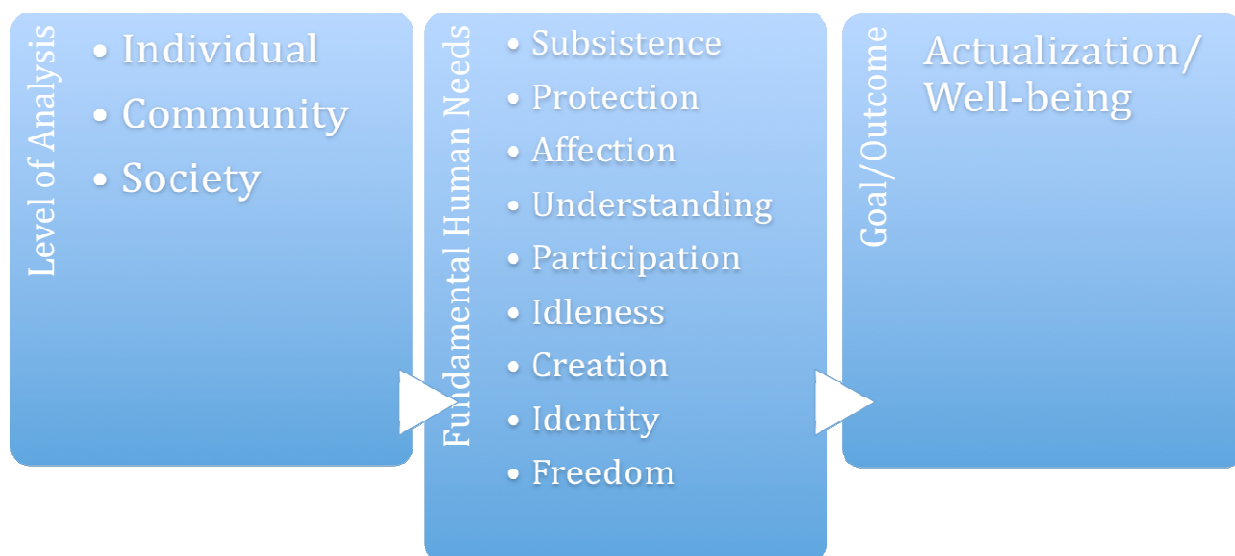 Level of Analysis
• Individual
• Community
• Society
Fundamental Human Needs
• Subsistence
• Protection
• Affection
• Understanding
• Participation
• Idleness
• Creation
• Identity
• Freedom
Goal/Outcome
Actualization/
Well-being